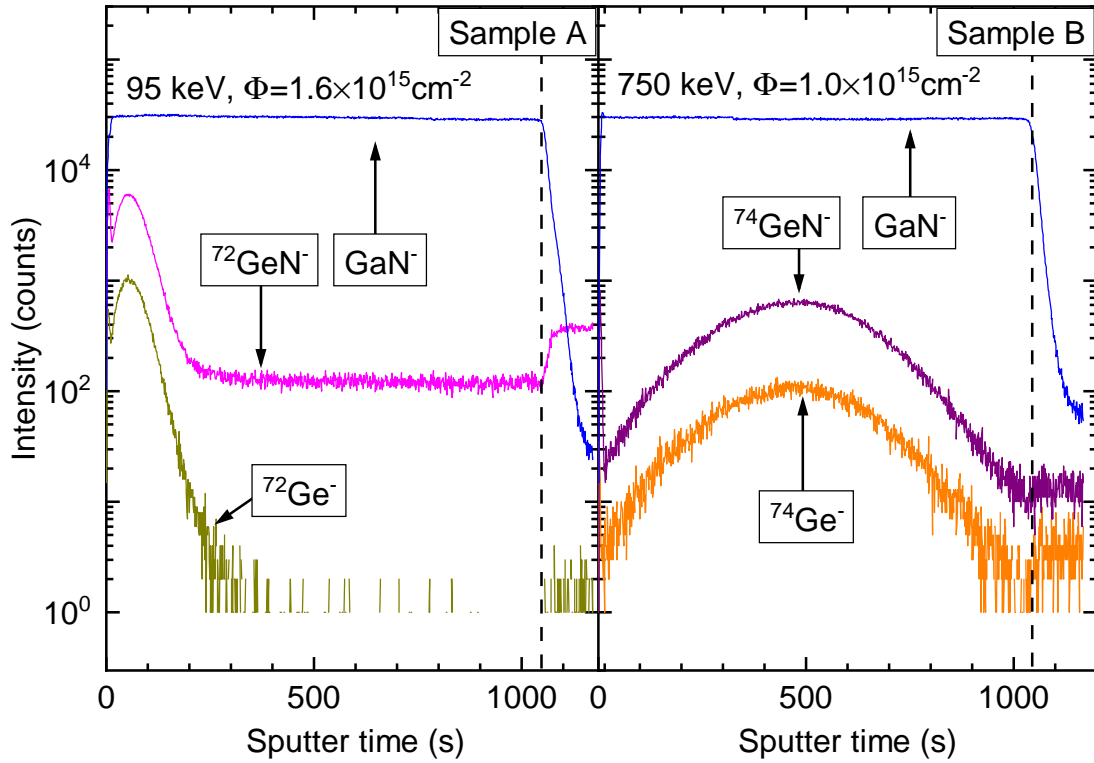 Sample A
Sample B
95 keV, Φ=1.6×10¹⁵cm⁻²
750 keV, Φ=1.0×10¹⁵cm⁻²
10⁴
10²
10⁰
Intensity (counts)
⁷²GeN⁻
GaN⁻
⁷²Ge⁻
⁷⁴GeN⁻
GaN⁻
⁷⁴Ge⁻
0
500
1000
0
500
1000
Sputter time (s)
Sputter time (s)